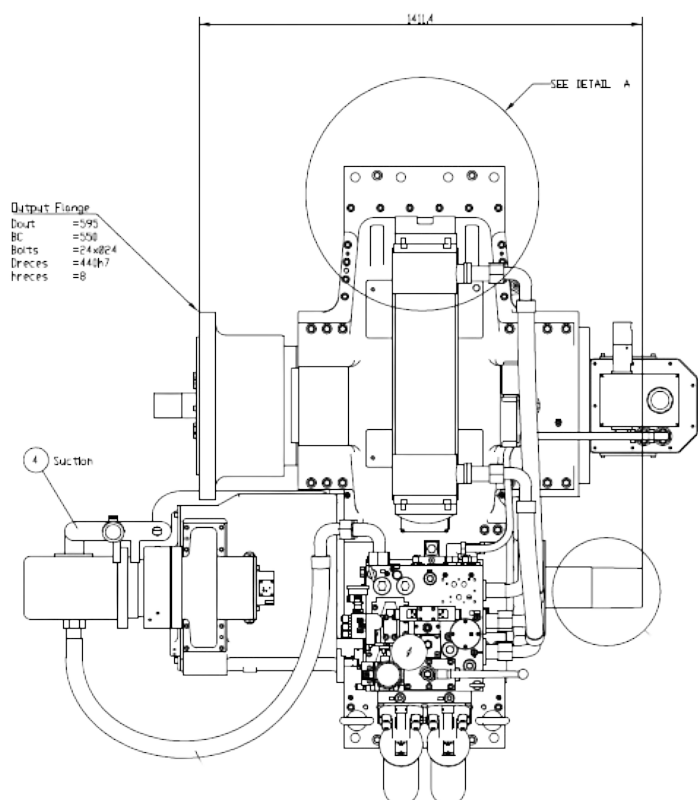 1411,4
SEE DETAIL A
Output Flange
Dout =595
BC =550
Bolts =24xø24
Dreces =440h7
hreces =8
4 Suction